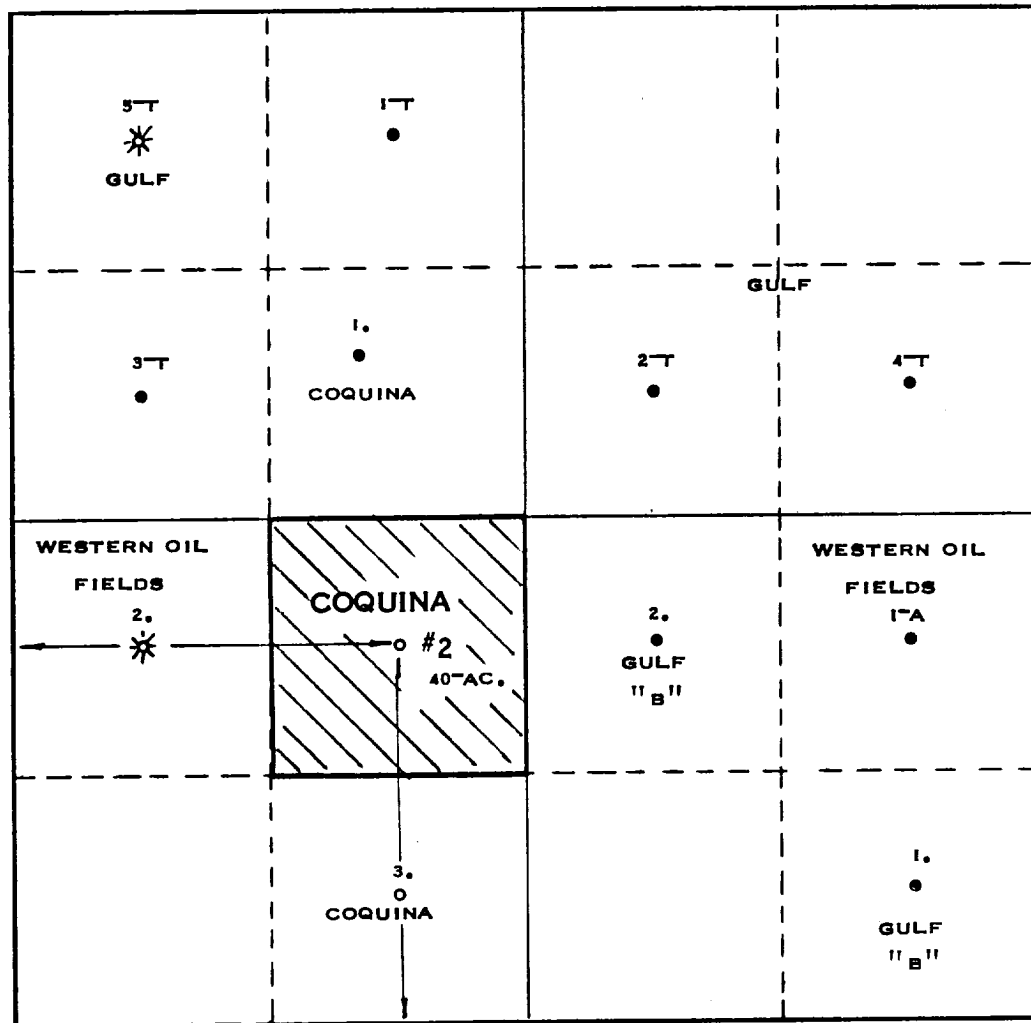 5-T
1-T
GULF
GULF
1.
3-T
2-T
4-T
COQUINA
WESTERN OIL
FIELDS
2.
COQUINA
#2
40-AC.
2.
GULF
"B"
WESTERN OIL
FIELDS
1-A
3.
COQUINA
1.
GULF
"B"